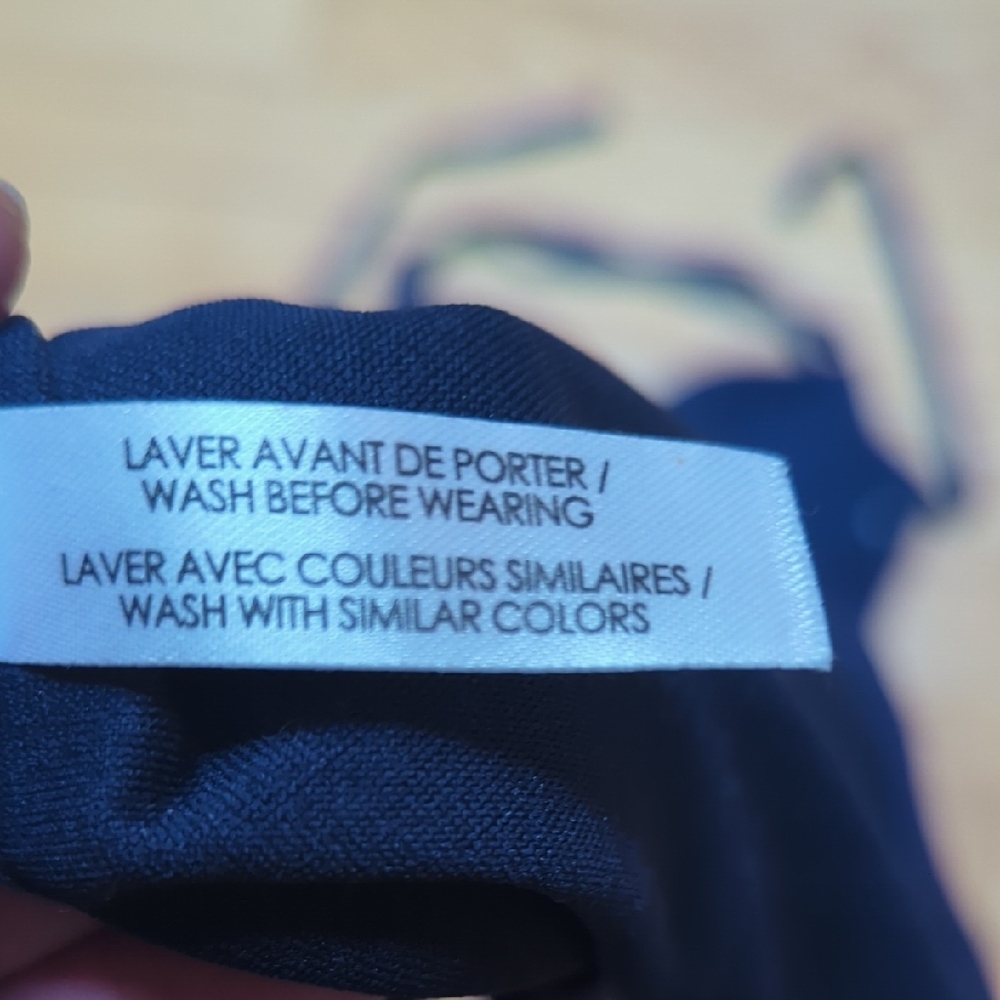 LAVER AVANT DE PORTER /
WASH BEFORE WEARING
LAVER AVEC COULEURS SIMILAIRES /
WASH WITH SIMILAR COLORS